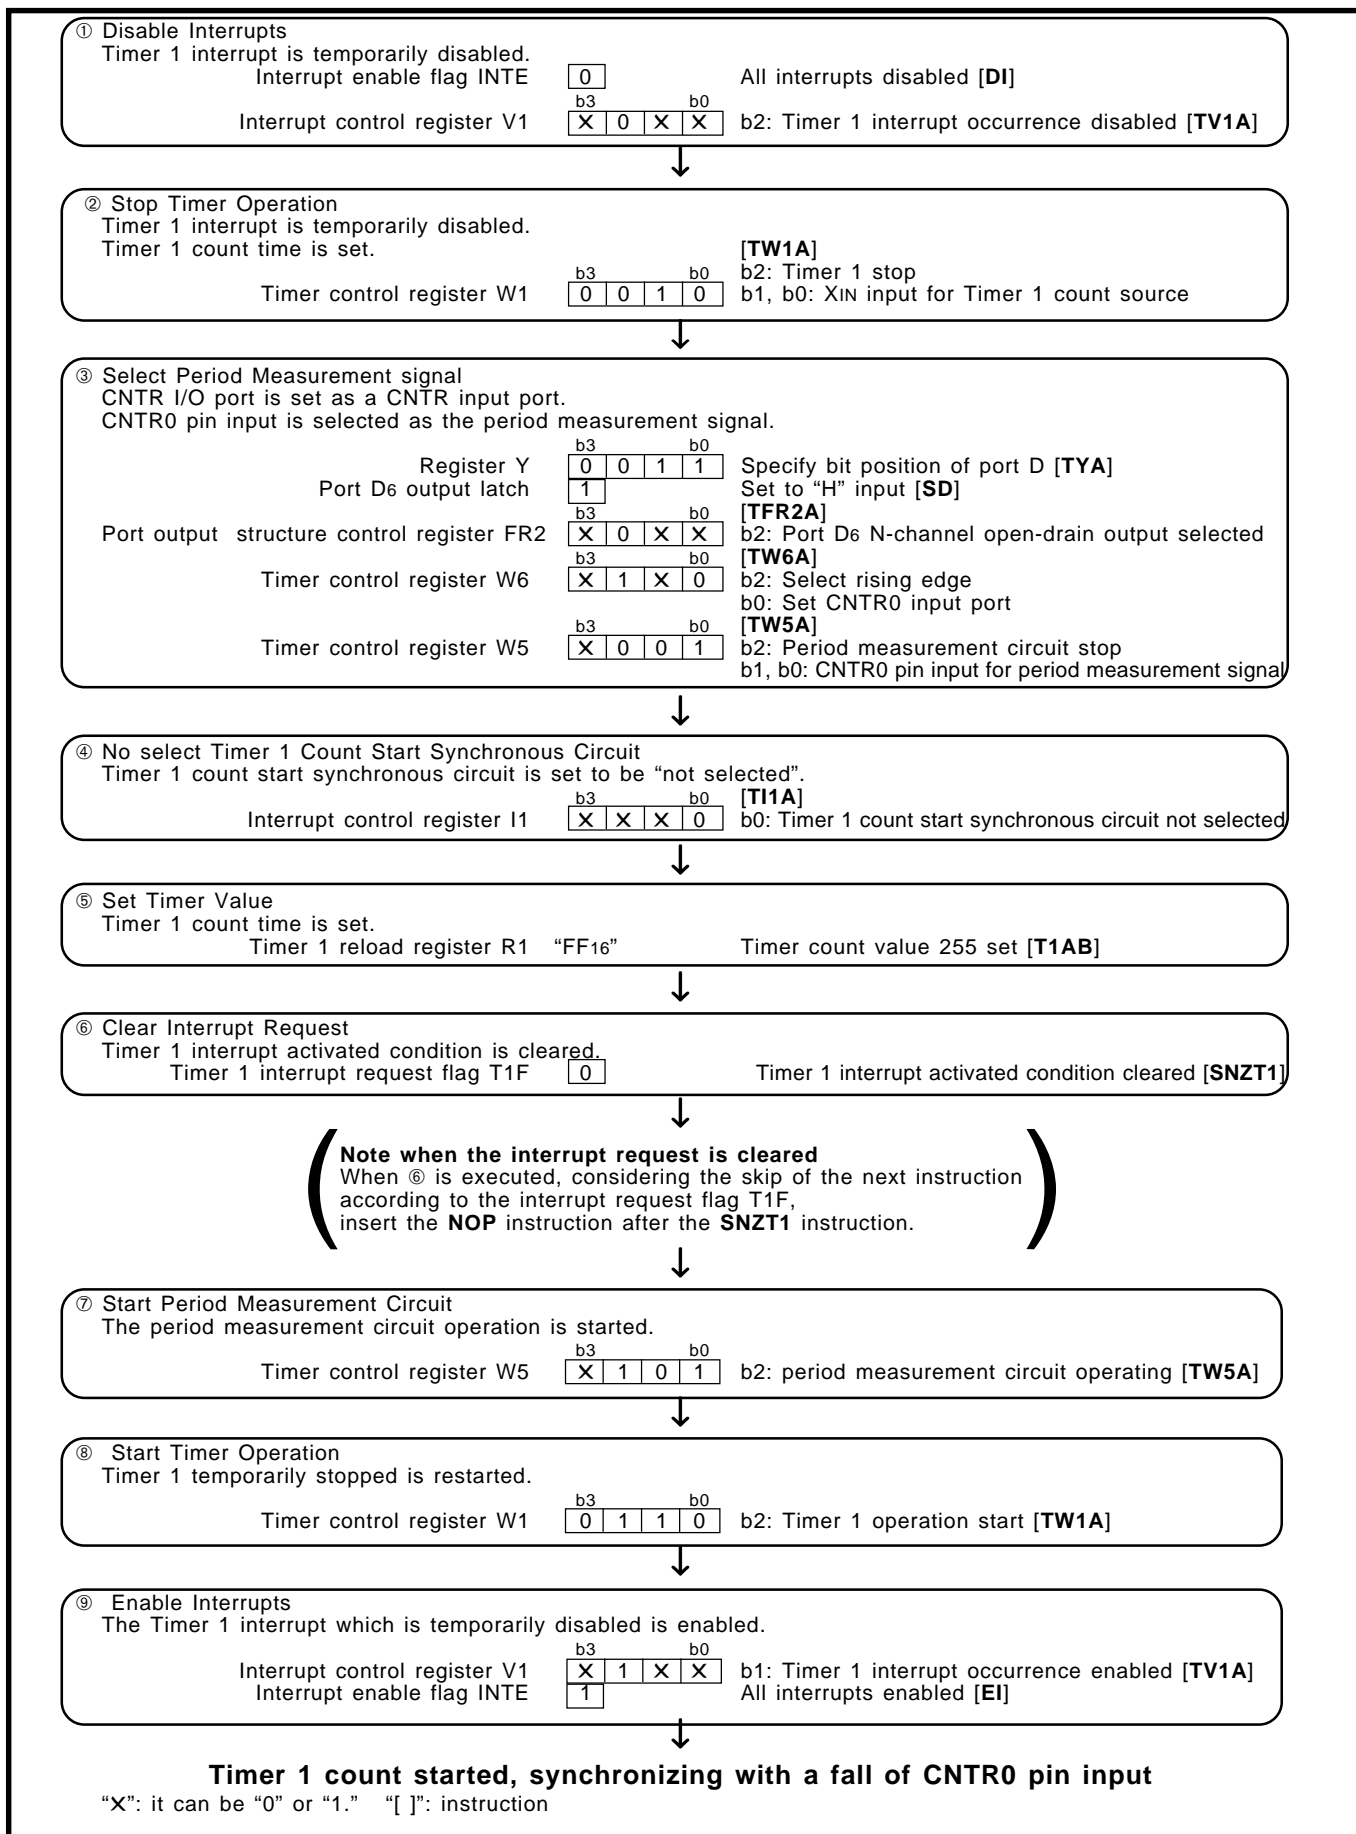 ① Disable Interrupts
Timer 1 interrupt is temporarily disabled.
Interrupt enable flag INTE 0 All interrupts disabled [DI]
b3 b0
Interrupt control register V1 X 0 X X b2: Timer 1 interrupt occurrence disabled [TV1A]
② Stop Timer Operation
Timer 1 interrupt is temporarily disabled.
Timer 1 count time is set. [TW1A]
b3 b0 b2: Timer 1 stop
Timer control register W1 0 0 1 0 b1, b0: XIN input for Timer 1 count source
③ Select Period Measurement signal
CNTR I/O port is set as a CNTR input port.
CNTR0 pin input is selected as the period measurement signal.
b3 b0
Register Y 0 0 1 1 Specify bit position of port D [TYA]
Port D6 output latch 1 Set to “H” input [SD]
b3 b0 [TFR2A]
Port output structure control register FR2 X 0 X X b2: Port D6 N-channel open-drain output selected
b3 b0 [TW6A]
Timer control register W6 X 1 X 0 b2: Select rising edge
b0: Set CNTR0 input port
b3 b0 [TW5A]
Timer control register W5 X 0 0 1 b2: Period measurement circuit stop
b1, b0: CNTR0 pin input for period measurement signal
④ No select Timer 1 Count Start Synchronous Circuit
Timer 1 count start synchronous circuit is set to be “not selected”.
b3 b0 [TI1A]
Interrupt control register I1 X X X 0 b0: Timer 1 count start synchronous circuit not selected
⑤ Set Timer Value
Timer 1 count time is set.
Timer 1 reload register R1 “FF16” Timer count value 255 set [T1AB]
⑥ Clear Interrupt Request
Timer 1 interrupt activated condition is cleared.
Timer 1 interrupt request flag T1F 0 Timer 1 interrupt activated condition cleared [SNZT1]
Note when the interrupt request is cleared
When ⑥ is executed, considering the skip of the next instruction
according to the interrupt request flag T1F,
insert the NOP instruction after the SNZT1 instruction.
⑦ Start Period Measurement Circuit
The period measurement circuit operation is started.
b3 b0
Timer control register W5 X 1 0 1 b2: period measurement circuit operating [TW5A]
⑧ Start Timer Operation
Timer 1 temporarily stopped is restarted.
b3 b0
Timer control register W1 0 1 1 0 b2: Timer 1 operation start [TW1A]
⑨ Enable Interrupts
The Timer 1 interrupt which is temporarily disabled is enabled.
b3 b0
Interrupt control register V1 X 1 X X b1: Timer 1 interrupt occurrence enabled [TV1A]
Interrupt enable flag INTE 1 All interrupts enabled [EI]
Timer 1 count started, synchronizing with a fall of CNTR0 pin input
“X”: it can be “0” or “1.” “[ ]”: instruction